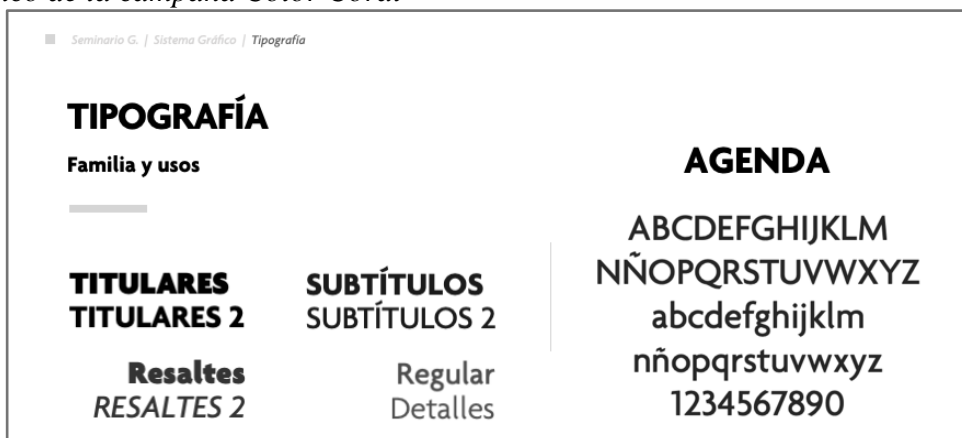 Seminario G. | Sistema Gráfico | Tipografía
TIPOGRAFÍA
Familia y usos
TITULARES
TITULARES 2
SUBTÍTULOS
SUBTÍTULOS 2
Resaltes
RESALTES 2
Regular
Detalles
AGENDA
ABCDEFGHIJKLM
NÑOPQRSTUVWXYZ
abcdefghijklm
nñopqrstuvwxyz
1234567890